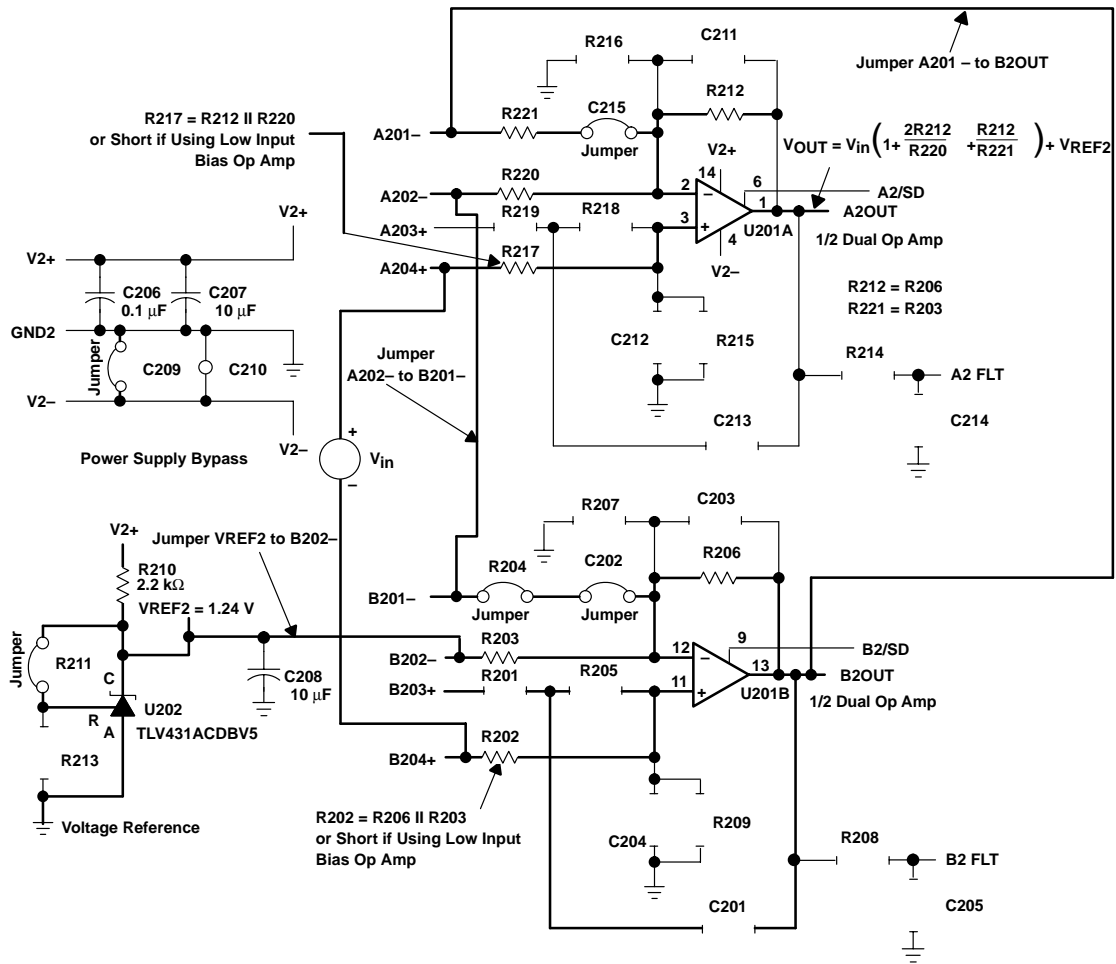 R216
C211
Jumper A201 – to B2OUT
R212
R217 = R212 II R220
or Short if Using Low Input
Bias Op Amp
A201–
R221
C215
Jumper
V2+
14
VOUT = Vin(1+ 2R212/R220 + R212/R221) + VREF2
R220
A202–
2
–
6
A2/SD
1
A2OUT
A203+
R219
R218
3
+
U201A
1/2 Dual Op Amp
4
V2–
R217
A204+
V2+
V2+
C206
0.1 µF
C207
10 µF
R212 = R206
R221 = R203
GND2
Jumper
C209
C210
Jumper
A202– to B201–
C212
R215
R214
A2 FLT
V2–
V2–
C213
C214
Power Supply Bypass
+
Vin
–
R207
C203
V2+
Jumper VREF2 to B202–
R206
R210
2.2 kΩ
R204
C202
B201–
Jumper
Jumper
VREF2 = 1.24 V
Jumper
R211
C208
10 µF
R203
B202–
12
–
9
B2/SD
13
B2OUT
B203+
R201
R205
11
+
U201B
1/2 Dual Op Amp
C
R
A
U202
TLV431ACDBV5
R202
B204+
R213
Voltage Reference
R202 = R206 II R203
or Short if Using Low Input
Bias Op Amp
C204
R209
R208
B2 FLT
C201
C205